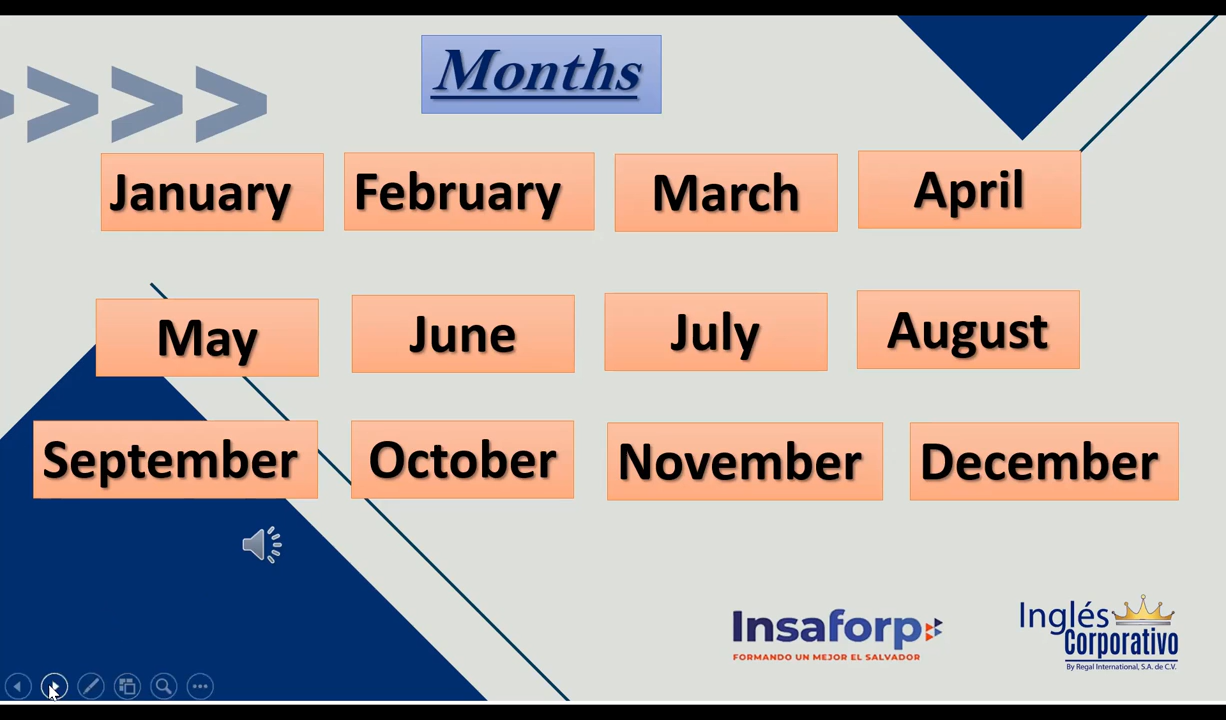 Months
January February March April
May June July August
September October November December
Insaforp
FORMANDO UN MEJOR EL SALVADOR
Inglés
Corporativo
By Regal International, S.A. de C.V.